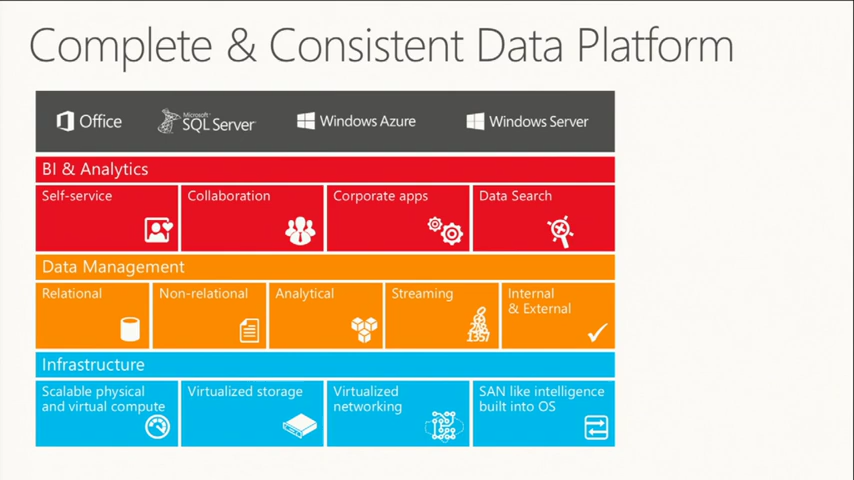 Complete & Consistent Data Platform
Office Microsoft SQL Server Windows Azure Windows Server
BI & Analytics
Self-service
Collaboration
Corporate apps
Data Search
Data Management
Relational
Non-relational
Analytical
Streaming
1357
Internal
& External
Infrastructure
Scalable physical
and virtual compute
Virtualized storage
Virtualized
networking
SAN like intelligence
built into OS